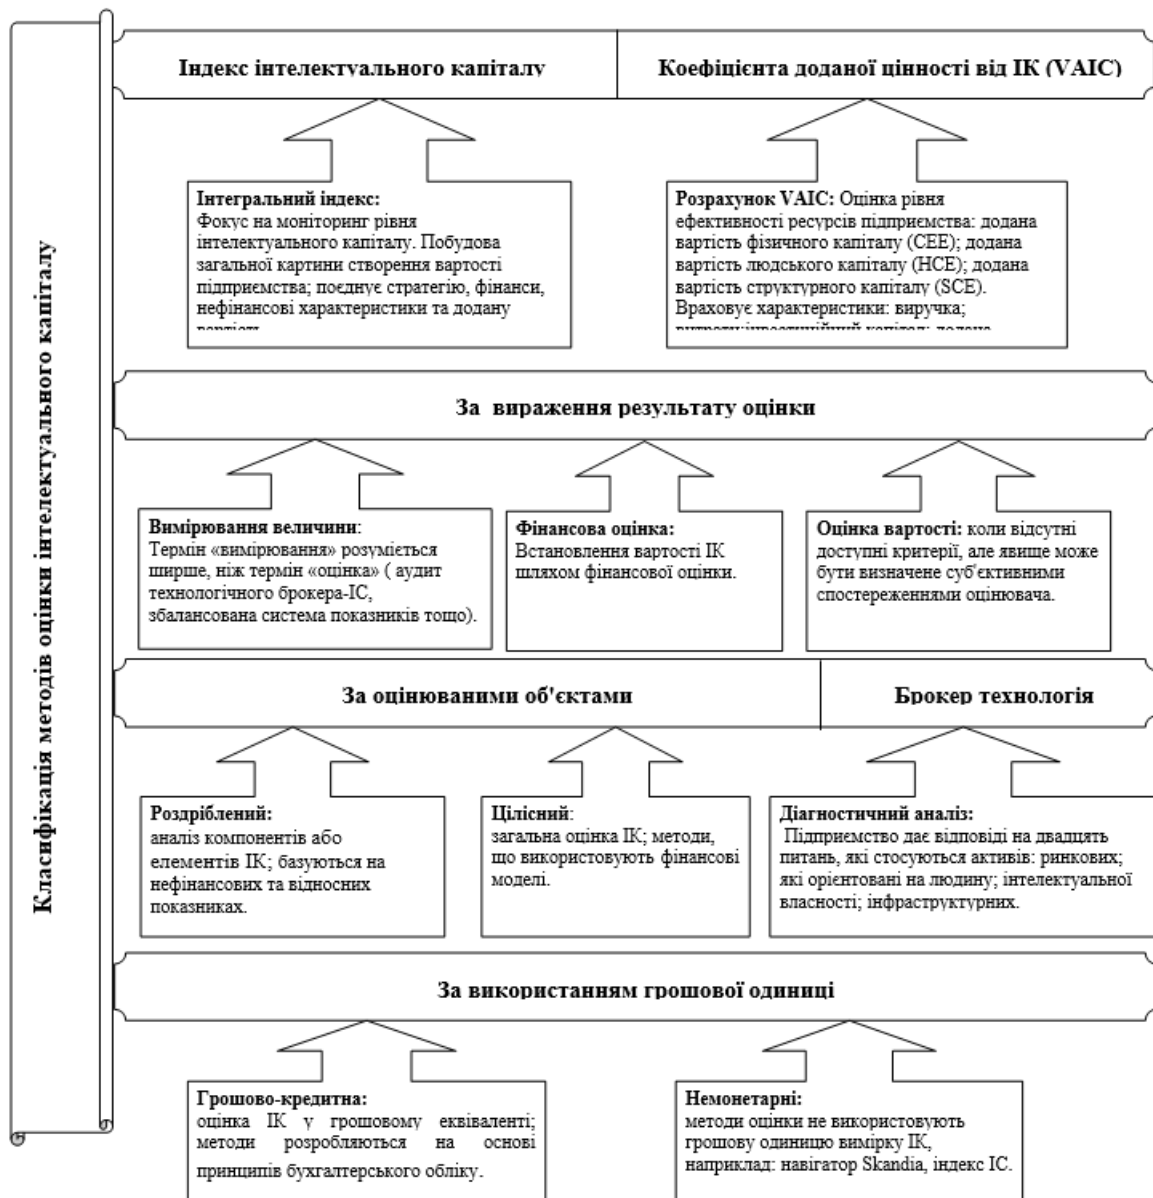 Класифікація методів оцінки інтелектуального капіталу
Індекс інтелектуального капіталу
Коефіцієнта доданої цінності від ІК (VAIC)
Інтегральний індекс:
Фокус на моніторинг рівня
інтелектуального капіталу. Побудова
загальної картини створення вартості
підприємства; поєднує стратегію, фінанси,
нефінансові характеристики та додану
Розрахунок VAIC: Оцінка рівня
ефективності ресурсів підприємства: додана
вартість фізичного капіталу (CEE); додана
вартість людського капіталу (HCE); додана
вартість структурного капіталу (SCE).
Враховує характеристики: виручка;
За вираження результату оцінки
Вимірювання величини:
Термін «вимірювання» розуміється
ширше, ніж термін «оцінка» ( аудит
технологічного брокера-ІС,
збалансована система показників тощо).
Фінансова оцінка:
Встановлення вартості ІК
шляхом фінансової оцінки.
Оцінка вартості: коли відсутні
доступні критерії, але явище може
бути визначене суб'єктивними
спостереженнями оцінювача.
За оцінюваними об'єктами
Брокер технологія
Роздріблений:
аналіз компонентів або
елементів ІК; базуються на
нефінансових та відносних
показниках.
Цілісний:
загальна оцінка ІК; методи,
що використовують фінансові
моделі.
Діагностичний аналіз:
Підприємство дає відповіді на двадцять
питань, які стосуються активів: ринкових;
які орієнтовані на людину; інтелектуальної
власності; інфраструктурних.
За використанням грошової одиниці
Грошово-кредитна:
оцінка ІК у грошовому еквіваленті;
методи розробляються на основі
принципів бухгалтерського обліку.
Немонетарні:
методи оцінки не використовують
грошову одиницю вимірку ІК,
наприклад: навігатор Skandia, індекс ІС.